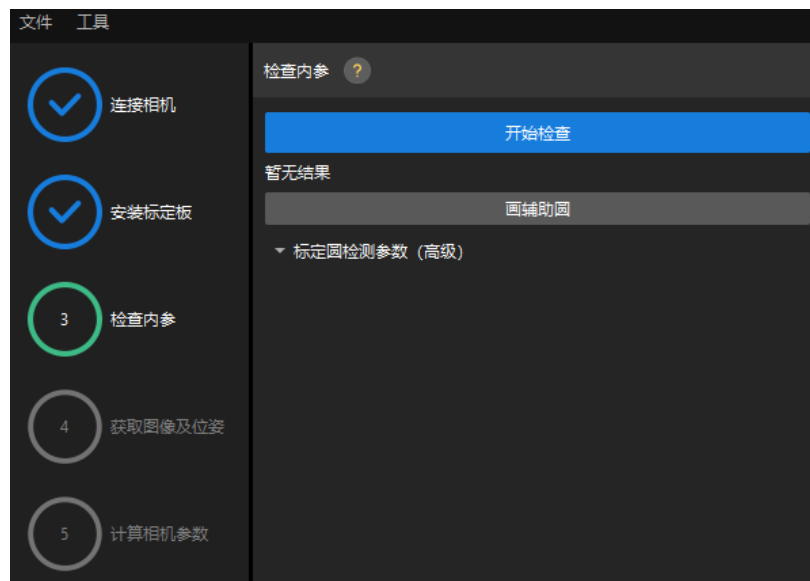 文件 工具
连接相机
安装标定板
3 检查内参
4 获取图像及位姿
5 计算相机参数
检查内参 ?
开始检查
暂无结果
画辅助圆
标定圆检测参数（高级）